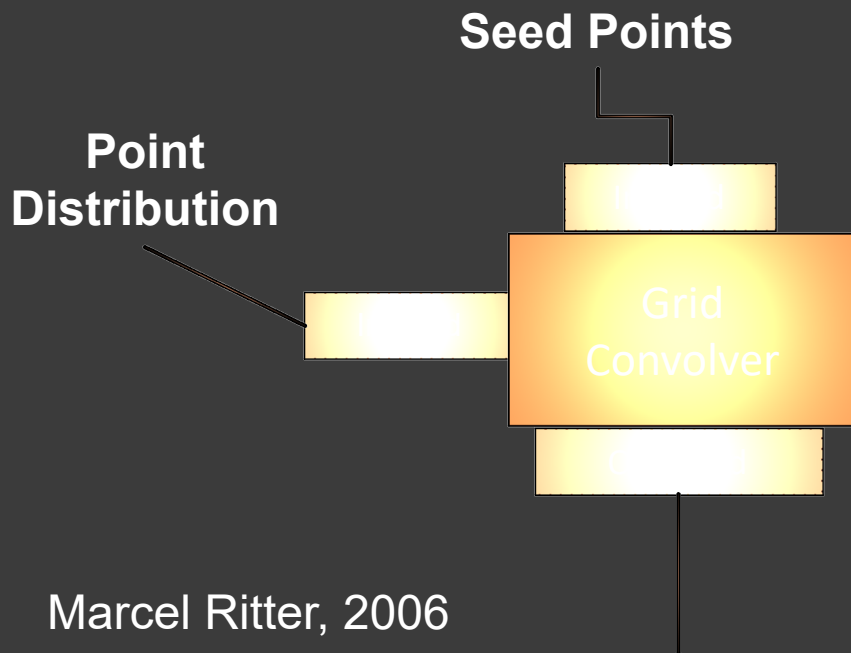 Seed Points
Point
Distribution
Grid
Convolver
Marcel Ritter, 2006